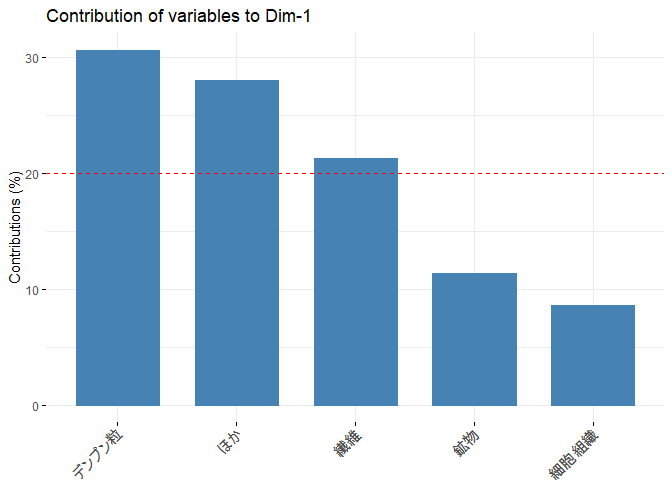 Contribution of variables to Dim-1
Contributions (%)
30
20
10
0
デンプン粒
ほか
繊維
鉱物
細胞組織